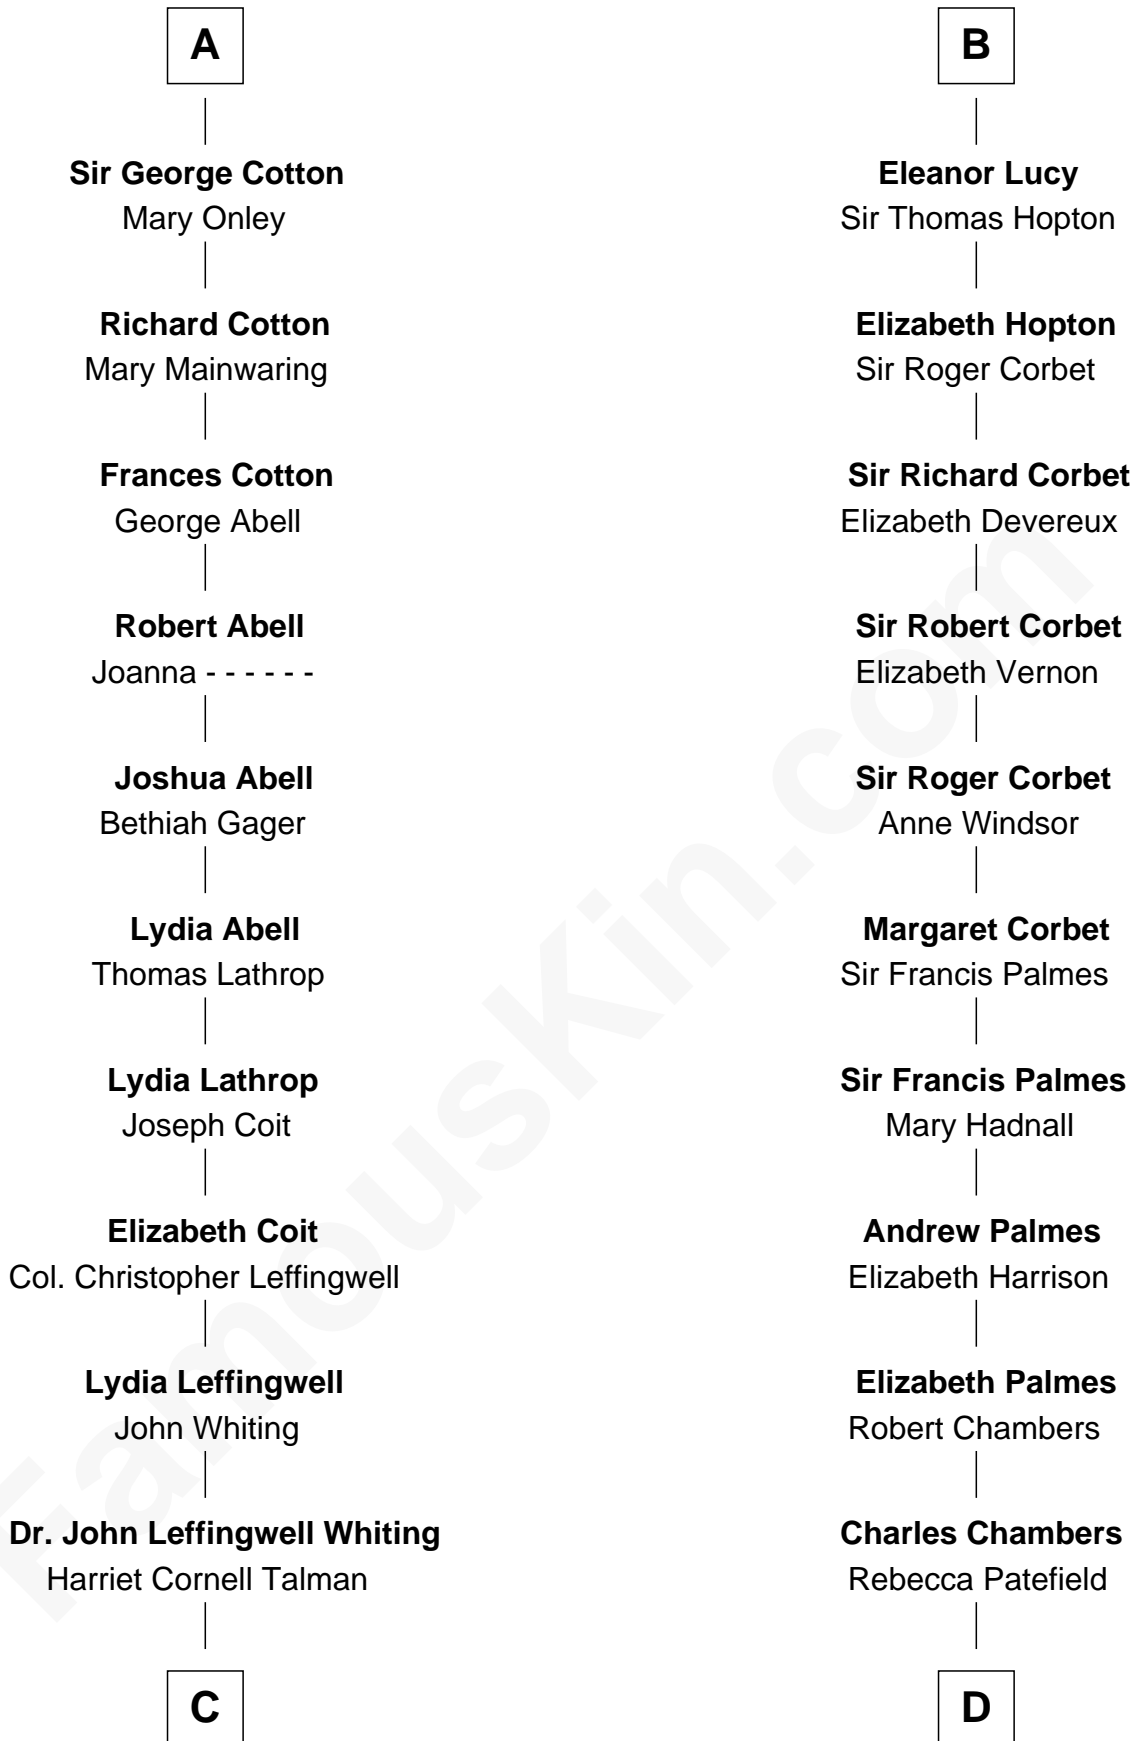 A
Sir George Cotton
Mary Onley
Richard Cotton
Mary Mainwaring
Frances Cotton
George Abell
Robert Abell
Joanna - - - - - -
Joshua Abell
Bethiah Gager
Lydia Abell
Thomas Lathrop
Lydia Lathrop
Joseph Coit
Elizabeth Coit
Col. Christopher Leffingwell
Lydia Leffingwell
John Whiting
Dr. John Leffingwell Whiting
Harriet Cornell Talman
C
B
Eleanor Lucy
Sir Thomas Hopton
Elizabeth Hopton
Sir Roger Corbet
Sir Richard Corbet
Elizabeth Devereux
Sir Robert Corbet
Elizabeth Vernon
Sir Roger Corbet
Anne Windsor
Margaret Corbet
Sir Francis Palmes
Sir Francis Palmes
Mary Hadnall
Andrew Palmes
Elizabeth Harrison
Elizabeth Palmes
Robert Chambers
Charles Chambers
Rebecca Patefield
D
FamousKin.com